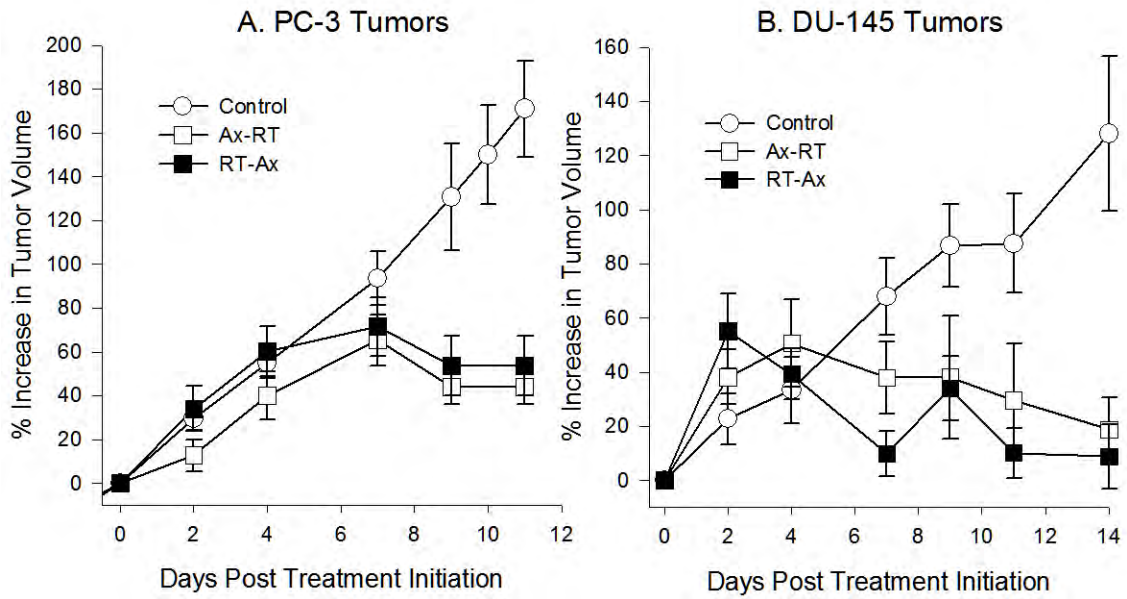 A. PC-3 Tumors
% Increase in Tumor Volume
200
180
160
140
120
100
80
60
40
20
0
Control
Ax-RT
RT-Ax
0 2 4 6 8 10 12
Days Post Treatment Initiation
B. DU-145 Tumors
% Increase in Tumor Volume
160
140
120
100
80
60
40
20
0
Control
Ax-RT
RT-Ax
0 2 4 6 8 10 12 14
Days Post Treatment Initiation